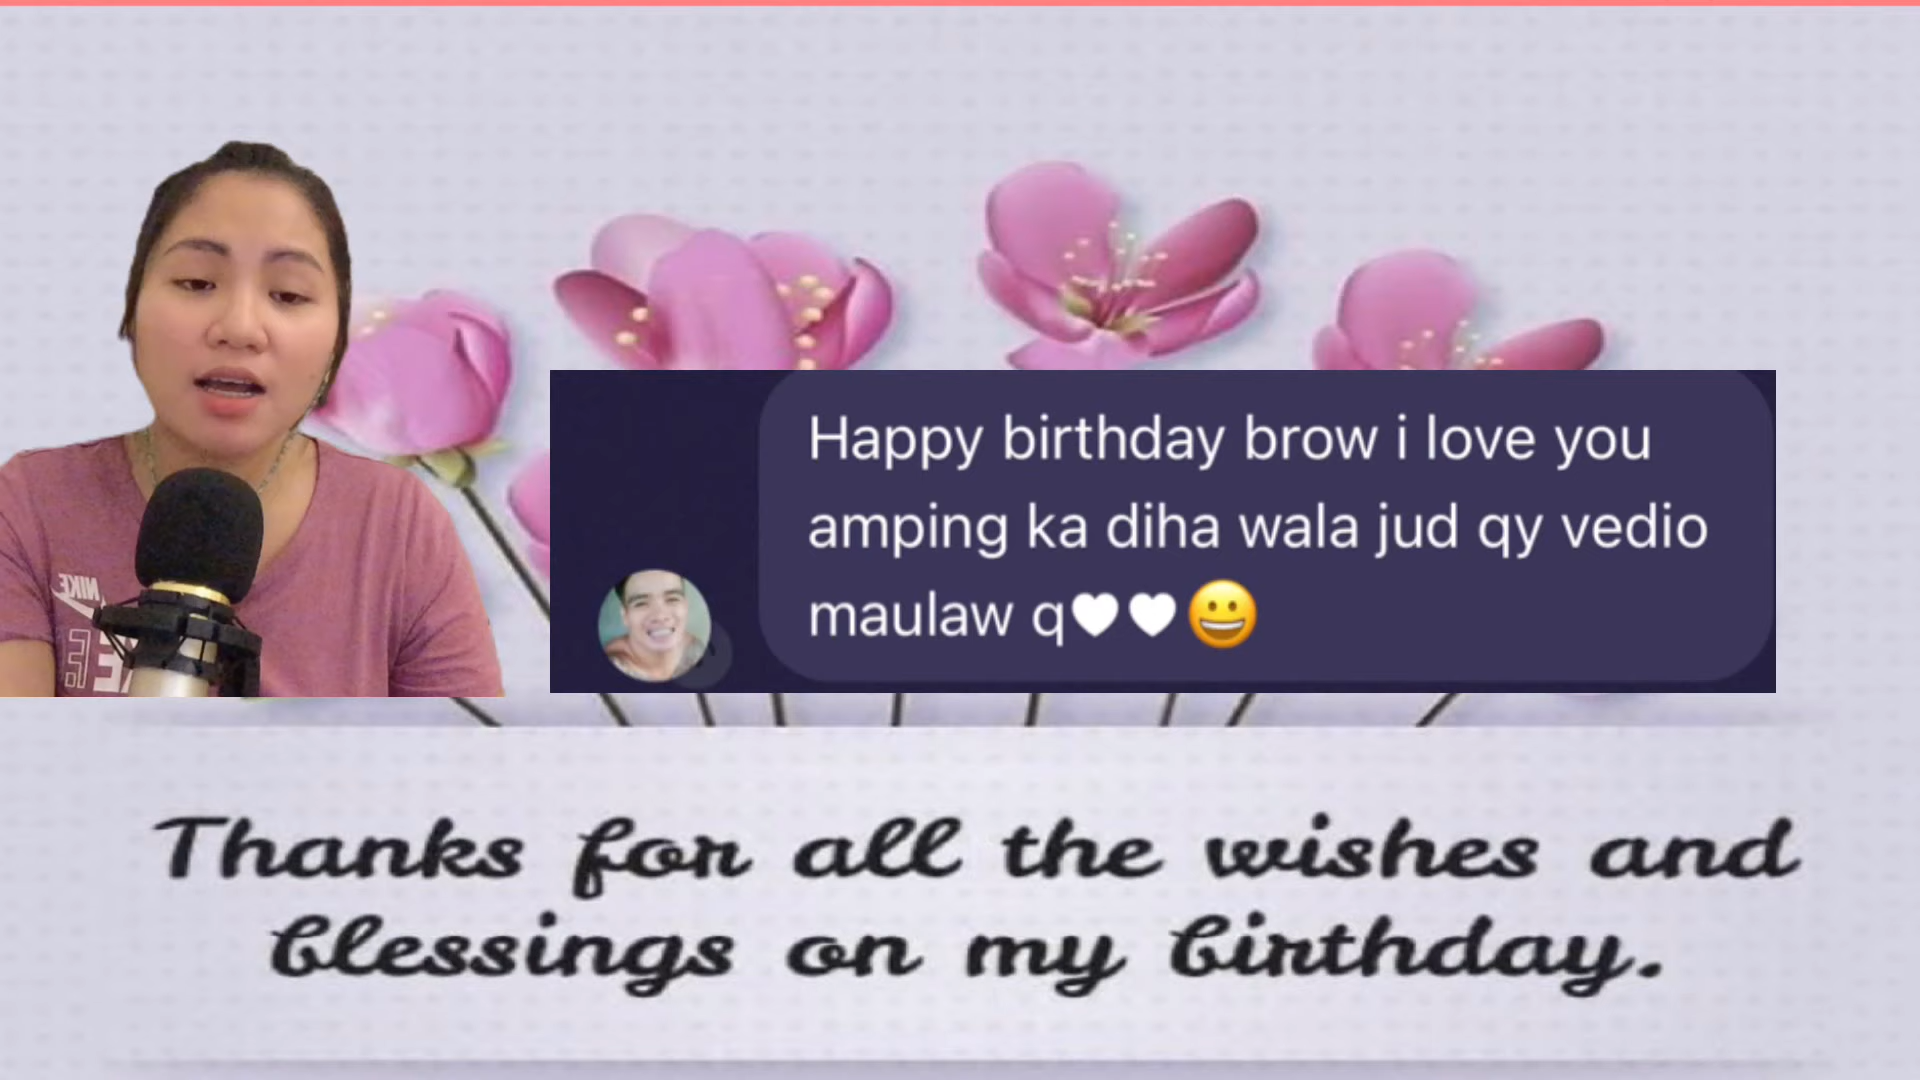 Happy birthday brow i love you
amping ka diha wala jud qy vedio
maulaw q🤍🤍😀
NIKE
Thanks for all the wishes and
blessings on my birthday.